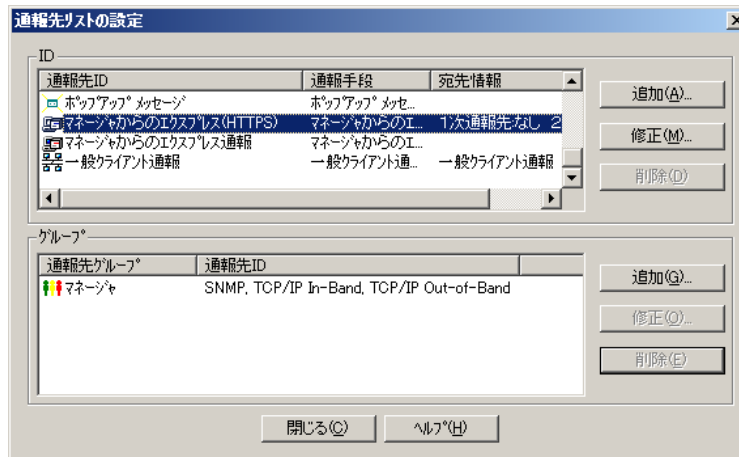 通報先リストの設定
ID
通報先ID 通報手段 宛先情報
ﾎﾟｯﾌﾟｱｯﾌﾟ ﾒｯｾｰｼﾞ ﾎﾟｯﾌﾟｱｯﾌﾟ ﾒｯｾ...
ﾏﾈｰｼﾞｬからのｴｸｽﾌﾟﾚｽ(HTTPS) ﾏﾈｰｼﾞｬからのｴ... 1次通報先:なし 2
ﾏﾈｰｼﾞｬからのｴｸｽﾌﾟﾚｽ通報 ﾏﾈｰｼﾞｬからのｴ...
一般ｸﾗｲｱﾝﾄ通報 一般ｸﾗｲｱﾝﾄ通... 一般ｸﾗｲｱﾝﾄ通報
追加(A)...
修正(M)...
削除(D)
ｸﾞﾙｰﾌﾟ
通報先ｸﾞﾙｰﾌﾟ 通報先ID
ﾏﾈｰｼﾞｬ SNMP, TCP/IP In-Band, TCP/IP Out-of-Band
追加(G)...
修正(O)...
削除(E)
閉じる(C) ﾍﾙﾌﾟ(H)